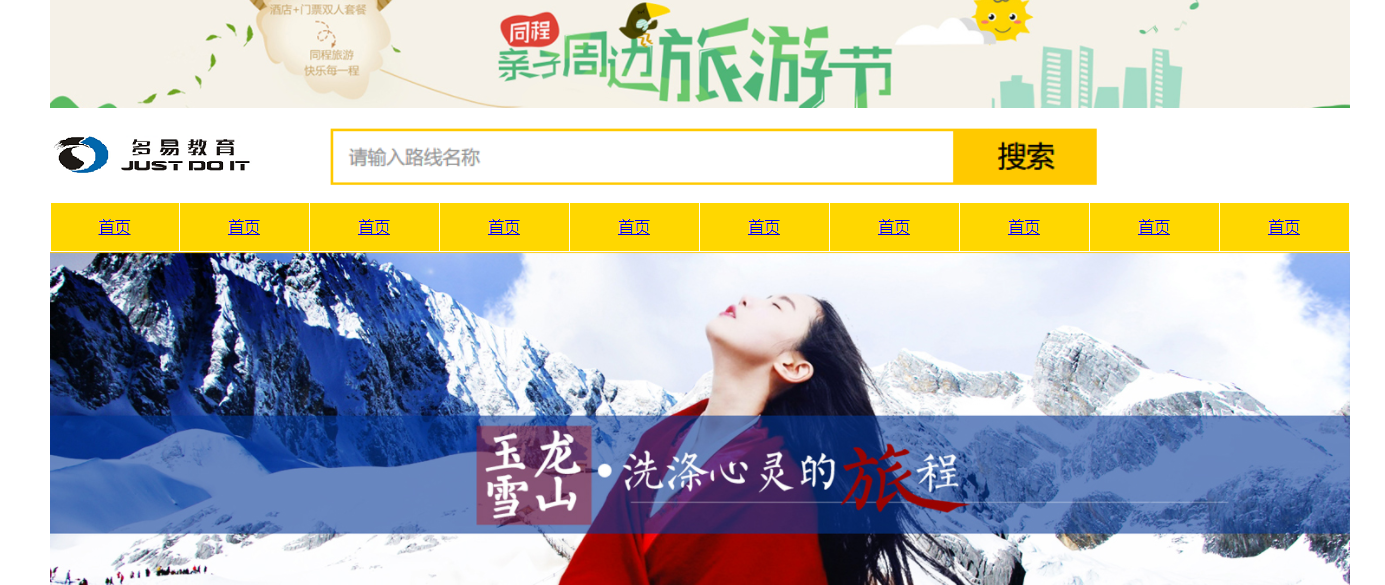 酒店+门票双人套餐
同程旅游
快乐每一程
同程
亲子周边旅游节
多易教育
JUST DO IT
请输入路线名称
搜索
首页 首页 首页 首页 首页 首页 首页 首页 首页 首页
玉龙雪山·洗涤心灵的旅程